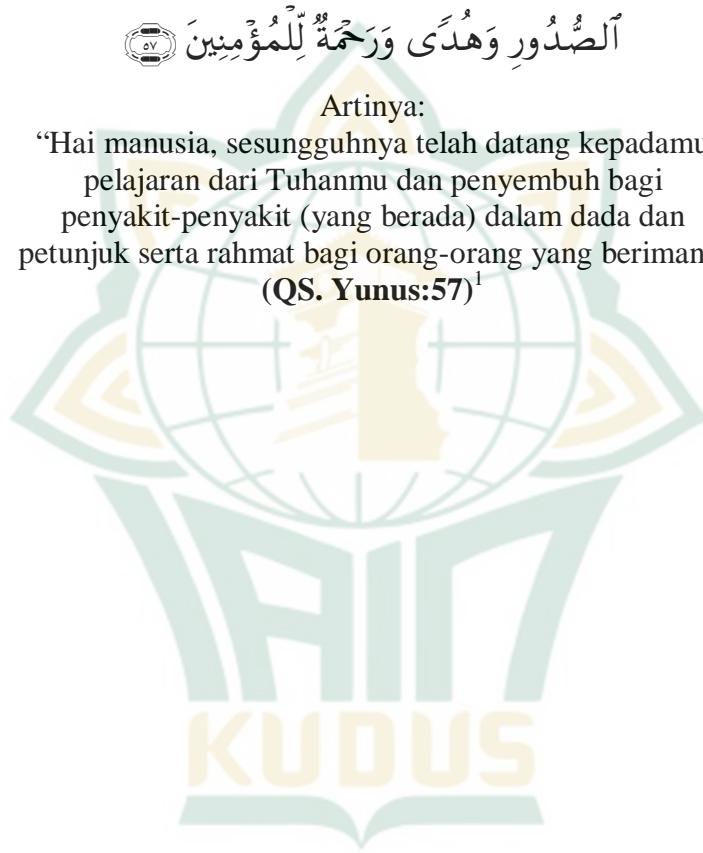 ٱلصُّدُورِ وَهُدًى وَرَحْمَةٌ لِّلْمُؤْمِنِينَ ۝٥٧
Artinya:
“Hai manusia, sesungguhnya telah datang kepadamu
pelajaran dari Tuhanmu dan penyembuh bagi
penyakit-penyakit (yang berada) dalam dada dan
petunjuk serta rahmat bagi orang-orang yang beriman
(QS. Yunus:57)¹
IAIN
KUDUS